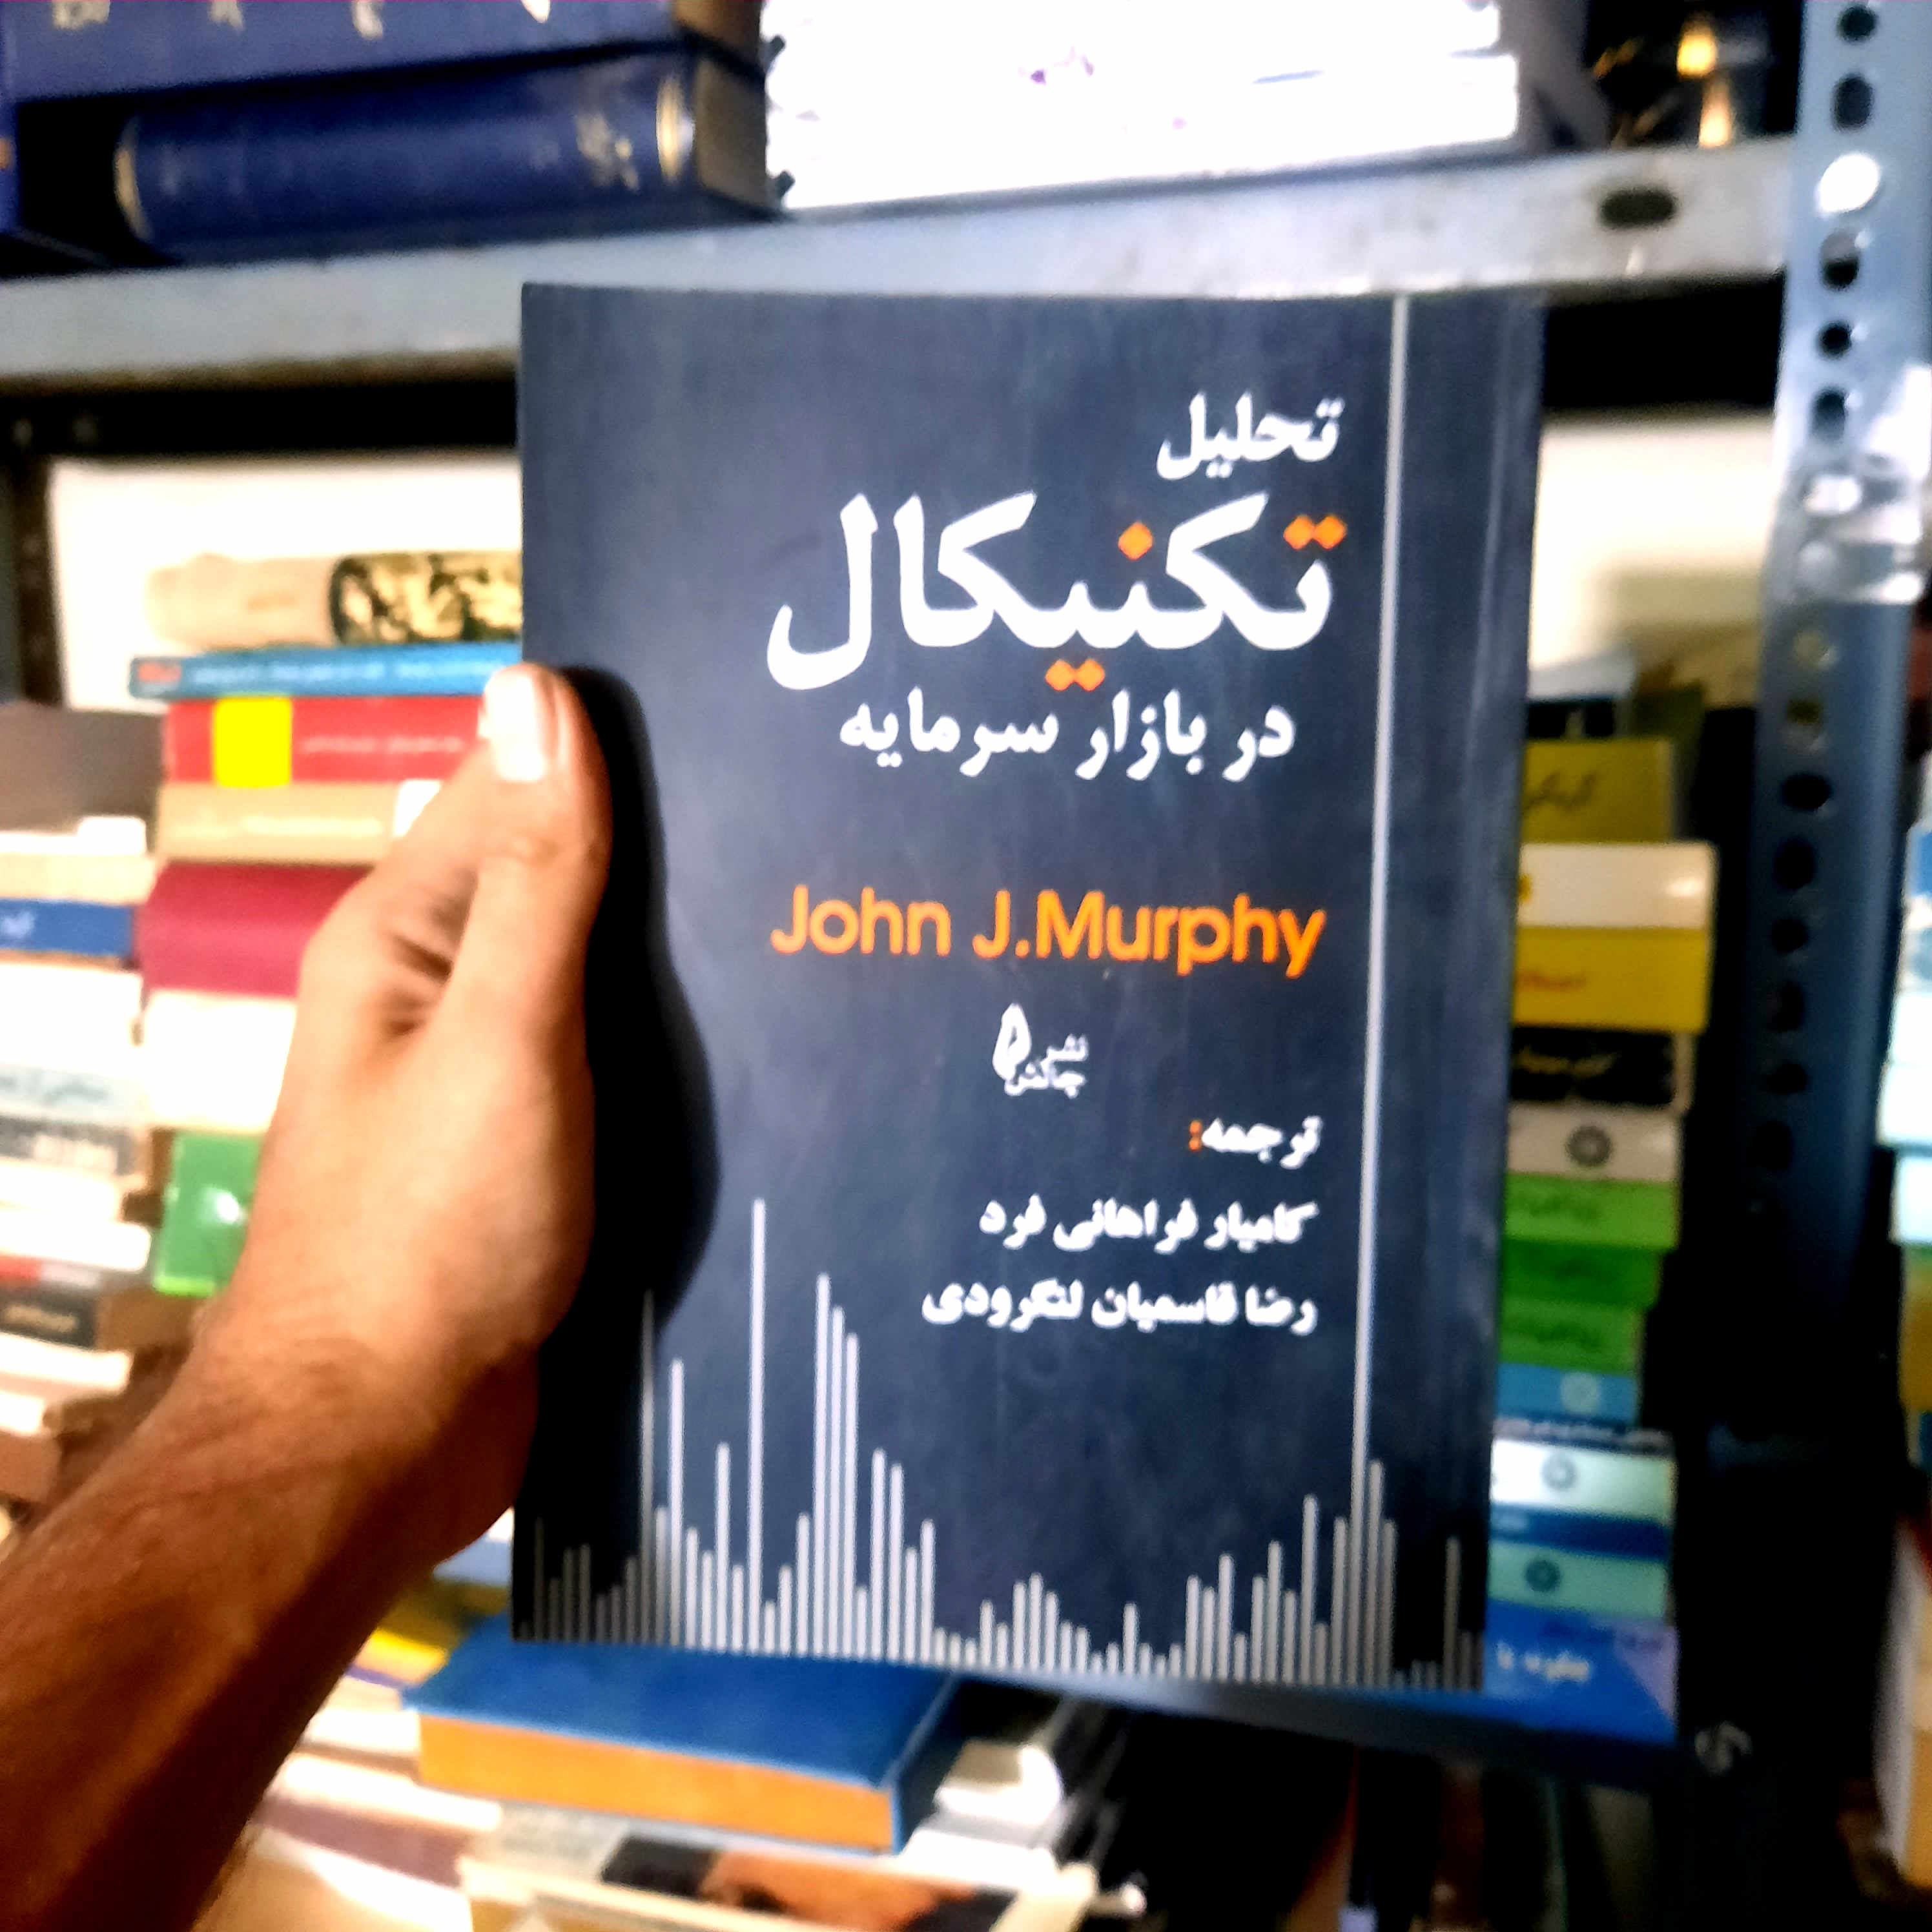 تحلیل
تکنیکال
در بازار سرمایه
John J.Murphy
نشر
چالش
ترجمه:
کامیار فراهانی فرد
رضا قاسمیان لنگرودی